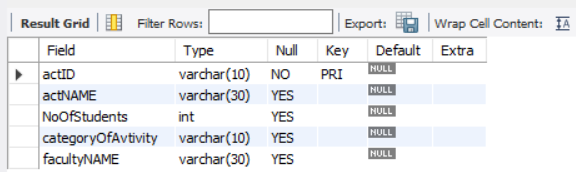 Result Grid Filter Rows: Export: Wrap Cell Content: IA
Field Type Null Key Default Extra
actID varchar(10) NO PRI NULL
actNAME varchar(30) YES NULL
NoOfStudents int YES NULL
categoryOfAvtivity varchar(10) YES NULL
facultyNAME varchar(30) YES NULL